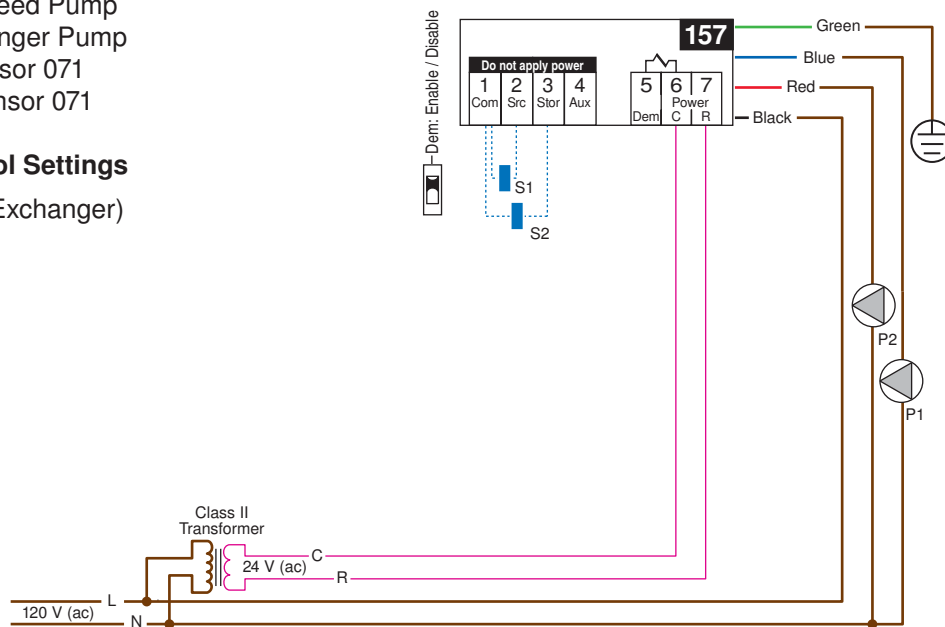 eed Pump
nger Pump
sor 071
nsor 071
ol Settings
Exchanger)
Dem: Enable / Disable
157
Do not apply power
1 2 3 4
Com Src Stor Aux
5 6 7
Power
Dem C R
Green
Blue
Red
Black
S1
S2
P2
P1
Class II
Transformer
C
24 V (ac)
R
L
120 V (ac)
N